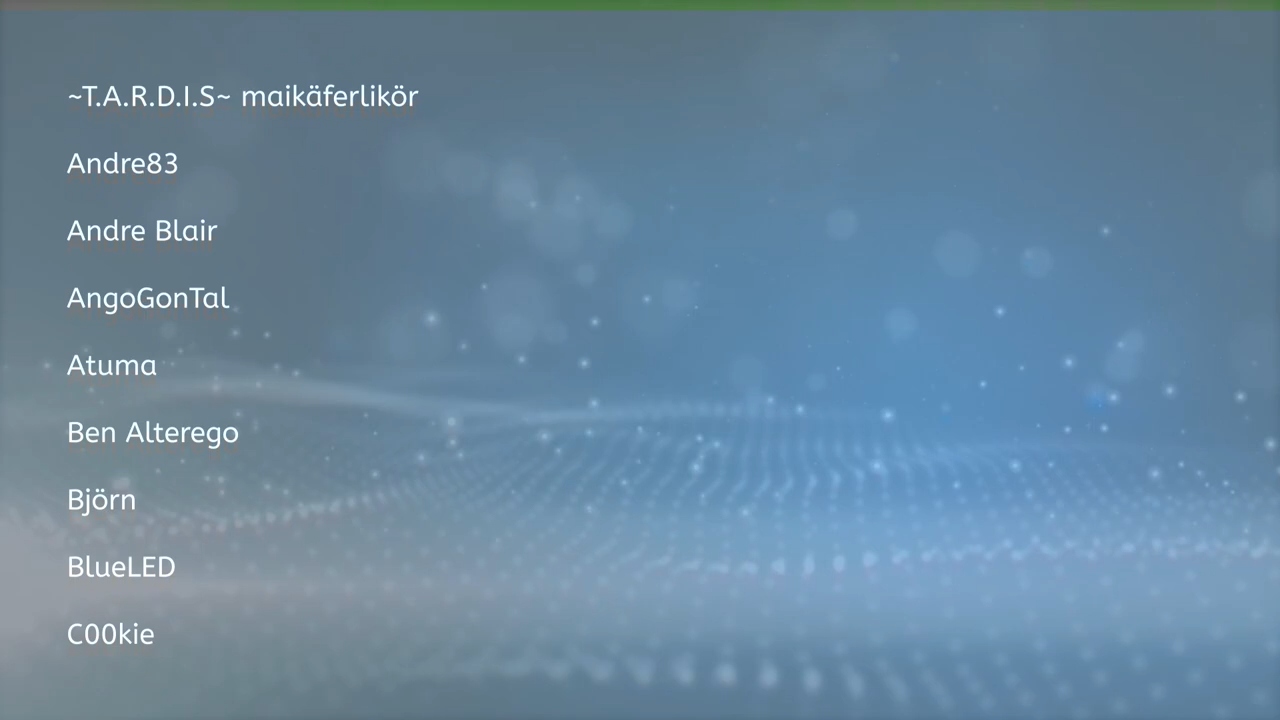 ~T.A.R.D.I.S~ maikäferlikör
Andre83
Andre Blair
AngoGonTal
Atuma
Ben Alterego
Björn
BlueLED
C00kie